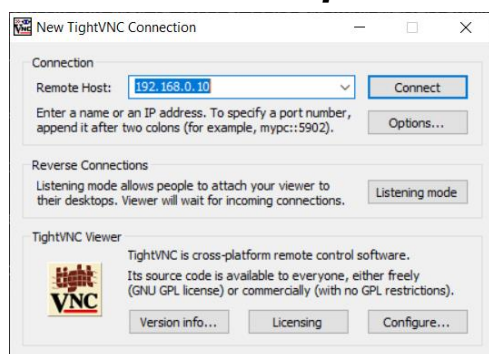 New TightVNC Connection
Connection
Remote Host: 192.168.0.10
Connect
Enter a name or an IP address. To specify a port number,
append it after two colons (for example, mypc::5902).
Options...
Reverse Connections
Listening mode allows people to attach your viewer to
their desktops. Viewer will wait for incoming connections.
Listening mode
TightVNC Viewer
TightVNC is cross-platform remote control software.
Its source code is available to everyone, either freely
(GNU GPL license) or commercially (with no GPL restrictions).
Tight
VNC
Version info...
Licensing
Configure...